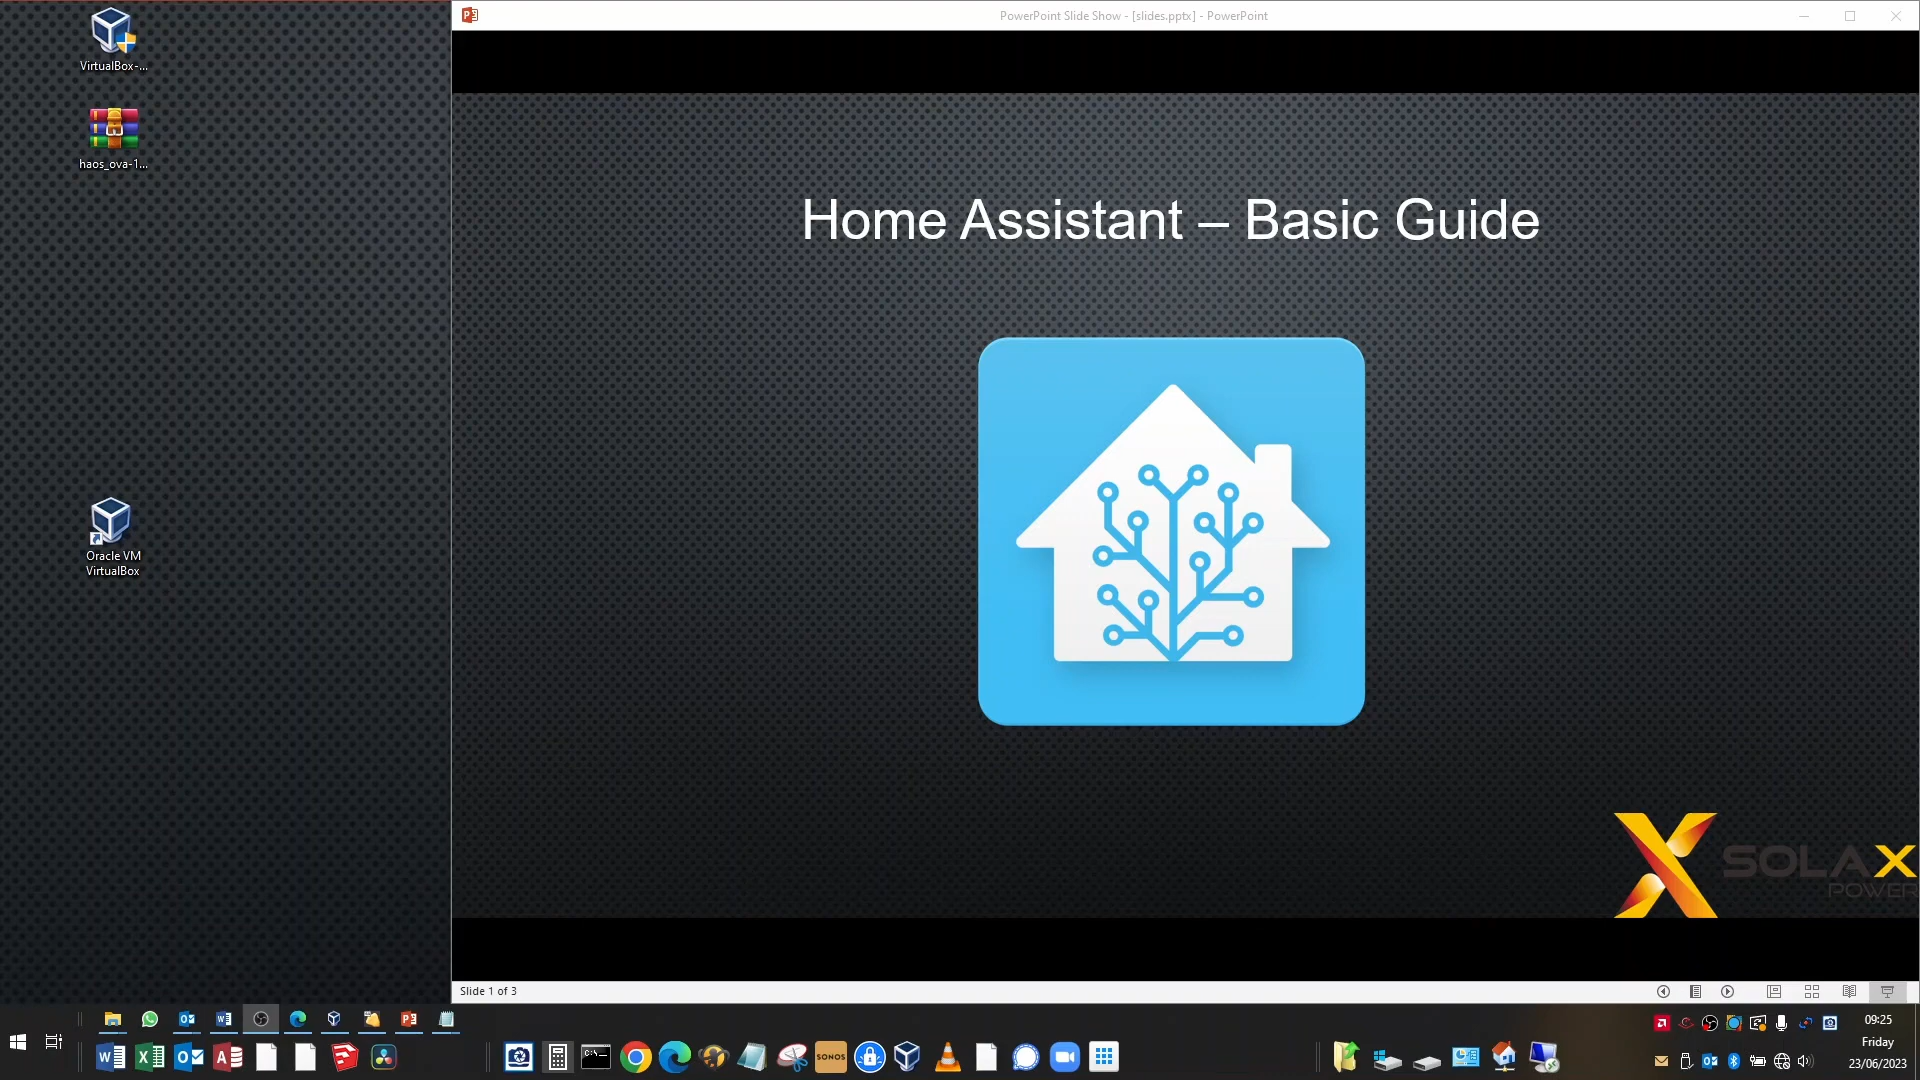 VirtualBox-...
haos_ova-1...
Oracle VM
VirtualBox
PowerPoint Slide Show - [slides.pptx] - PowerPoint
Home Assistant – Basic Guide
SOLAX
POWER
Slide 1 of 3
SONOS
09:25
Friday
23/06/2023